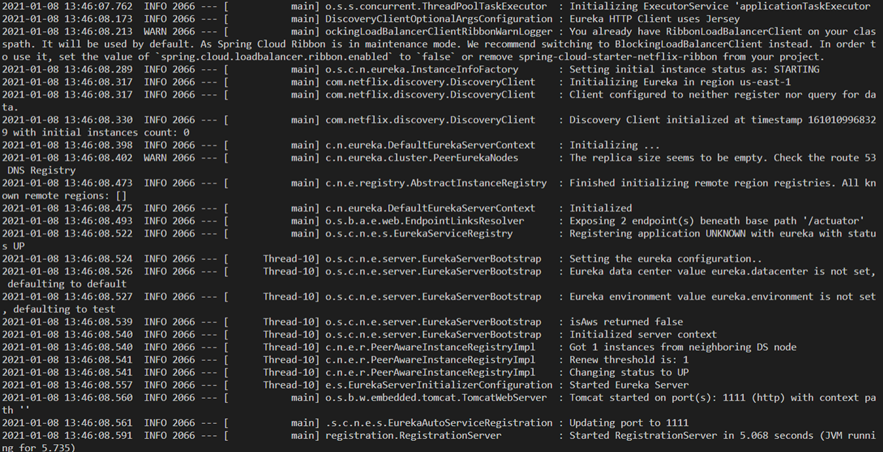 2021-01-08 13:46:07.762  INFO 2066 --- [           main] o.s.s.concurrent.ThreadPoolTaskExecutor  : Initializing ExecutorService 'applicationTaskExecutor
2021-01-08 13:46:08.173  INFO 2066 --- [           main] DiscoveryClientOptionalArgsConfiguration : Eureka HTTP Client uses Jersey
2021-01-08 13:46:08.213  WARN 2066 --- [           main] ockingLoadBalancerClientRibbonWarnLogger : You already have RibbonLoadBalancerClient on your clas
spath. It will be used by default. As Spring Cloud Ribbon is in maintenance mode. We recommend switching to BlockingLoadBalancerClient instead. In order t
o use it, set the value of `spring.cloud.loadbalancer.ribbon.enabled` to `false` or remove spring-cloud-starter-netflix-ribbon from your project.
2021-01-08 13:46:08.289  INFO 2066 --- [           main] o.s.c.n.eureka.InstanceInfoFactory       : Setting initial instance status as: STARTING
2021-01-08 13:46:08.317  INFO 2066 --- [           main] com.netflix.discovery.DiscoveryClient    : Initializing Eureka in region us-east-1
2021-01-08 13:46:08.317  INFO 2066 --- [           main] com.netflix.discovery.DiscoveryClient    : Client configured to neither register nor query for da
ta.
2021-01-08 13:46:08.330  INFO 2066 --- [           main] com.netflix.discovery.DiscoveryClient    : Discovery Client initialized at timestamp 161010996832
9 with initial instances count: 0
2021-01-08 13:46:08.398  INFO 2066 --- [           main] c.n.eureka.DefaultEurekaServerContext    : Initializing ...
2021-01-08 13:46:08.402  WARN 2066 --- [           main] c.n.eureka.cluster.PeerEurekaNodes       : The replica size seems to be empty. Check the route 53
 DNS Registry
2021-01-08 13:46:08.473  INFO 2066 --- [           main] c.n.e.registry.AbstractInstanceRegistry  : Finished initializing remote region registries. All kn
own remote regions: []
2021-01-08 13:46:08.475  INFO 2066 --- [           main] c.n.eureka.DefaultEurekaServerContext    : Initialized
2021-01-08 13:46:08.493  INFO 2066 --- [           main] o.s.b.a.e.web.EndpointLinksResolver      : Exposing 2 endpoint(s) beneath base path '/actuator'
2021-01-08 13:46:08.522  INFO 2066 --- [           main] o.s.c.n.e.s.EurekaServiceRegistry        : Registering application UNKNOWN with eureka with statu
s UP
2021-01-08 13:46:08.524  INFO 2066 --- [      Thread-10] o.s.c.n.e.server.EurekaServerBootstrap   : Setting the eureka configuration..
2021-01-08 13:46:08.526  INFO 2066 --- [      Thread-10] o.s.c.n.e.server.EurekaServerBootstrap   : Eureka data center value eureka.datacenter is not set,
 defaulting to default
2021-01-08 13:46:08.527  INFO 2066 --- [      Thread-10] o.s.c.n.e.server.EurekaServerBootstrap   : Eureka environment value eureka.environment is not set
, defaulting to test
2021-01-08 13:46:08.539  INFO 2066 --- [      Thread-10] o.s.c.n.e.server.EurekaServerBootstrap   : isAws returned false
2021-01-08 13:46:08.540  INFO 2066 --- [      Thread-10] o.s.c.n.e.server.EurekaServerBootstrap   : Initialized server context
2021-01-08 13:46:08.540  INFO 2066 --- [      Thread-10] c.n.e.r.PeerAwareInstanceRegistryImpl    : Got 1 instances from neighboring DS node
2021-01-08 13:46:08.541  INFO 2066 --- [      Thread-10] c.n.e.r.PeerAwareInstanceRegistryImpl    : Renew threshold is: 1
2021-01-08 13:46:08.541  INFO 2066 --- [      Thread-10] c.n.e.r.PeerAwareInstanceRegistryImpl    : Changing status to UP
2021-01-08 13:46:08.557  INFO 2066 --- [      Thread-10] e.s.EurekaServerInitializerConfiguration : Started Eureka Server
2021-01-08 13:46:08.560  INFO 2066 --- [           main] o.s.b.w.embedded.tomcat.TomcatWebServer  : Tomcat started on port(s): 1111 (http) with context pa
th ''
2021-01-08 13:46:08.561  INFO 2066 --- [           main] .s.c.n.e.s.EurekaAutoServiceRegistration : Updating port to 1111
2021-01-08 13:46:08.591  INFO 2066 --- [           main] registration.RegistrationServer          : Started RegistrationServer in 5.068 seconds (JVM runni
ng for 5.735)